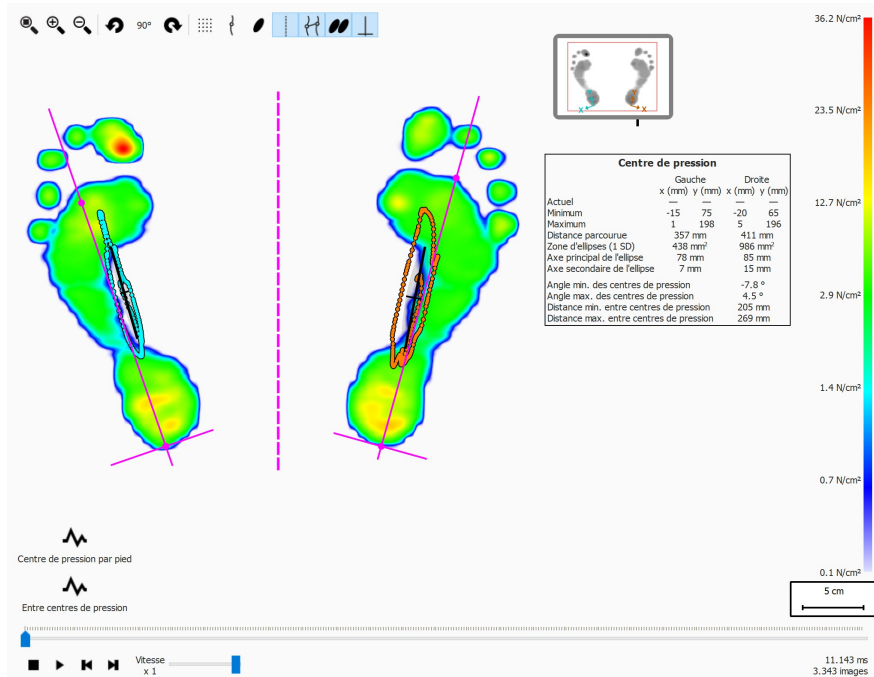 90°
36.2 N/cm²
23.5 N/cm²
12.7 N/cm²
2.9 N/cm²
1.4 N/cm²
0.7 N/cm²
0.1 N/cm²
x x
Centre de pression
Gauche Droite
x (mm) y (mm) x (mm) y (mm)
Actuel — — — —
Minimum -15 75 -20 65
Maximum 1 198 5 196
Distance parcourue 357 mm 411 mm
Zone d'ellipses (1 SD) 438 mm² 986 mm²
Axe principal de l'ellipse 78 mm 85 mm
Axe secondaire de l'ellipse 7 mm 15 mm
Angle min. des centres de pression -7.8 °
Angle max. des centres de pression 4.5 °
Distance min. entre centres de pression 205 mm
Distance max. entre centres de pression 269 mm
Centre de pression par pied
Entre centres de pression
5 cm
Vitesse
x 1
11.143 ms
3.343 images